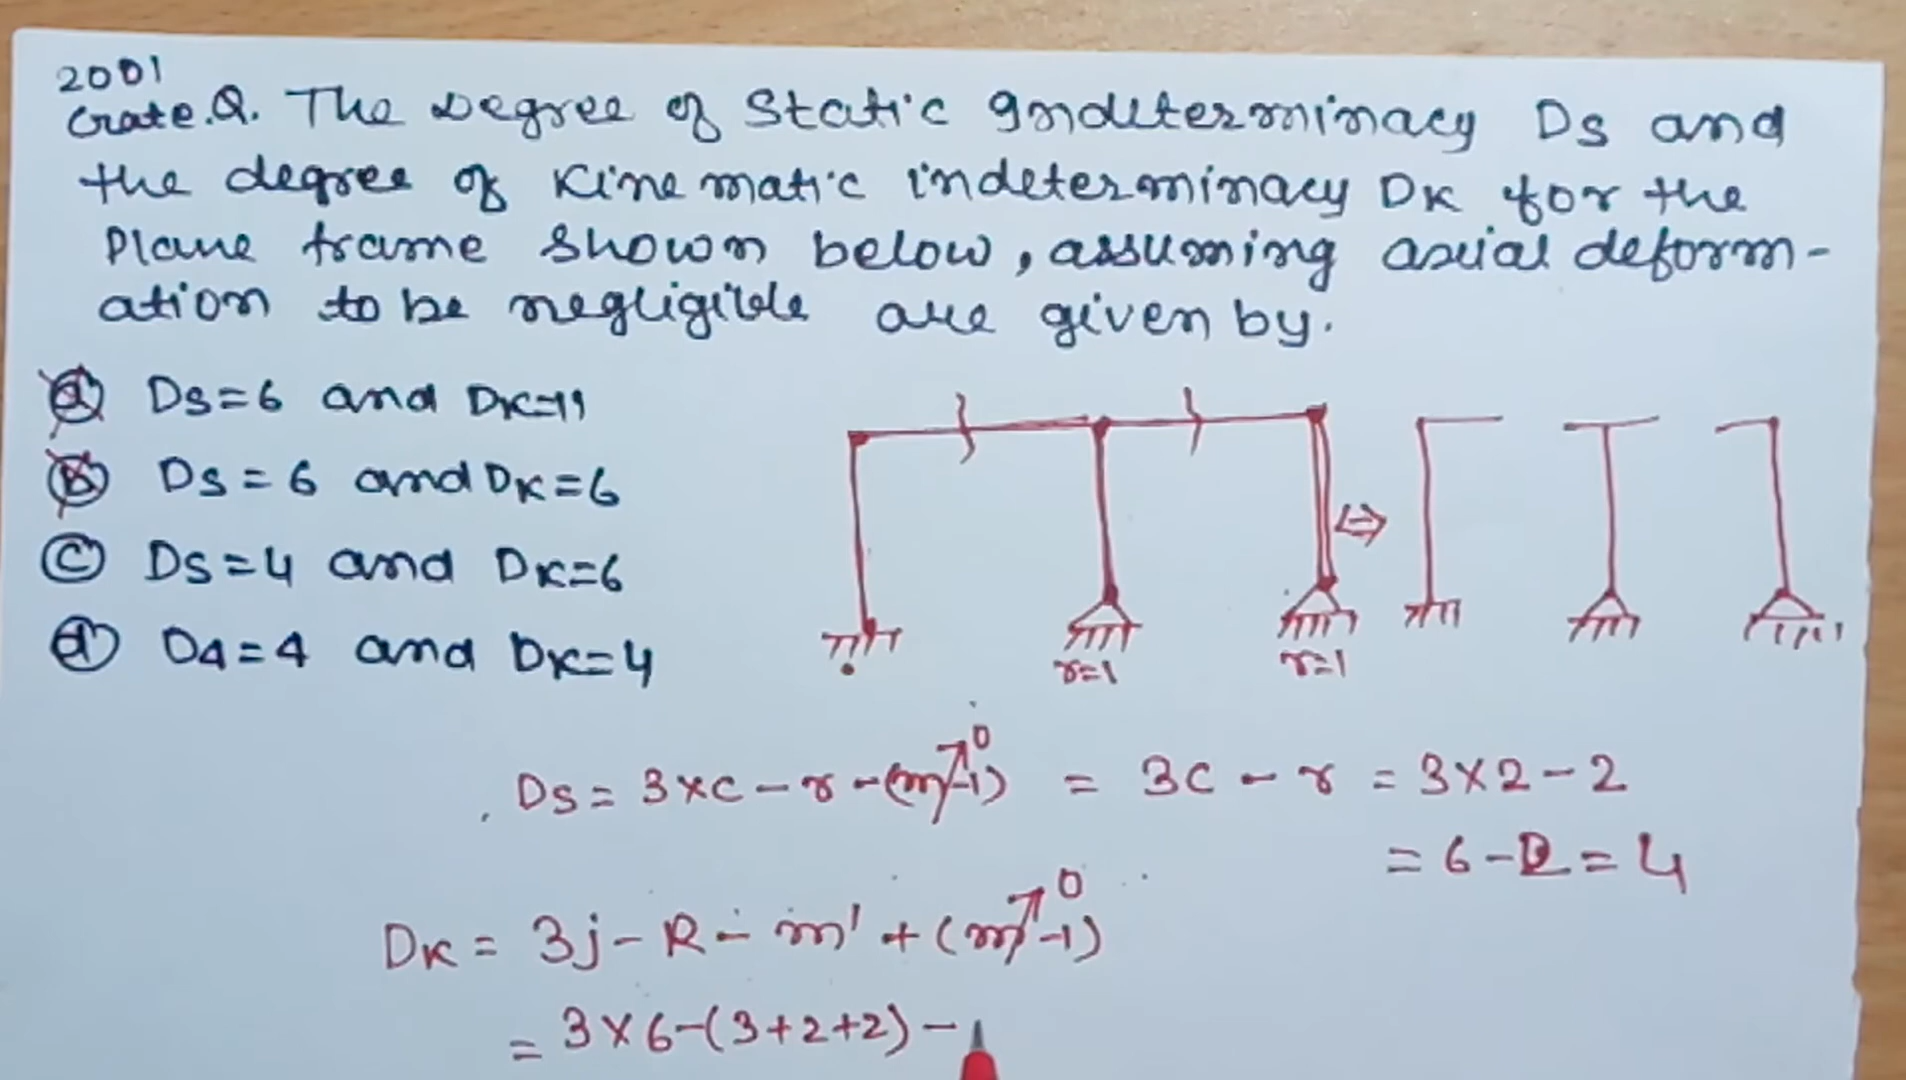 2001
Gate.Q. The Degree of Static Indeterminacy Ds and
the degree of Kinematic indeterminacy DK for the
Plane frame shown below, assuming axial deform-
ation to be negligible are given by.
(a) Ds=6 and DK=11
(b) Ds=6 and DK=6
(c) Ds=4 and DK=6
(d) D4=4 and DK=4
r=1 r=1
Ds = 3×C - r - (m-1) 0 = 3C - r = 3×2-2
= 6-2 = 4
DK = 3j - R - m' + (m-1) 0
= 3×6-(3+2+2) -